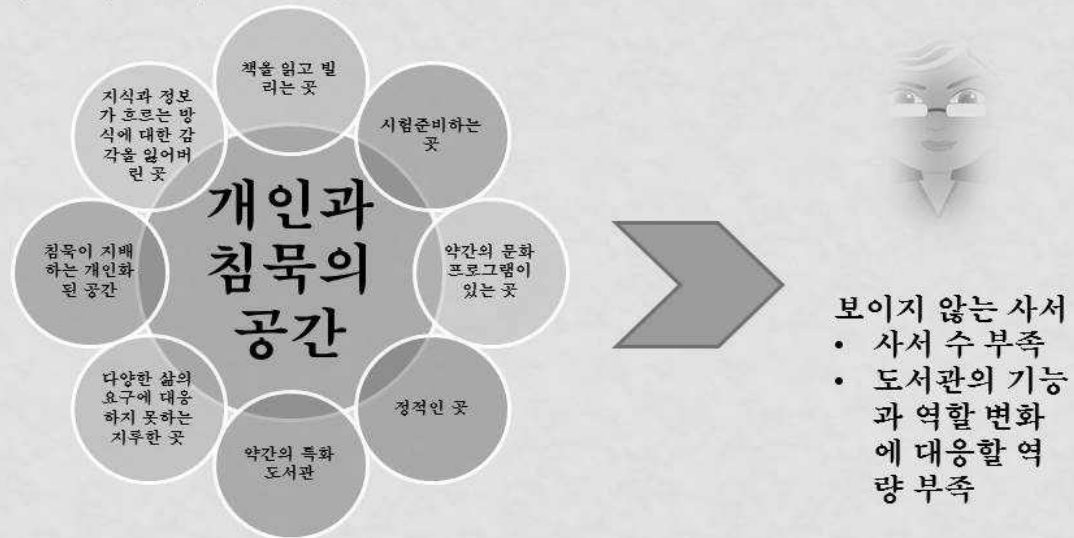 책을 읽고 빌
리는 곳
시험준비하는
곳
약간의 문화
프로그램이
있는 곳
정적인 곳
약간의 특화
도서관
다양한 삶의
요구에 대응
하지 못하는
지루한 곳
침묵이 지배
하는 개인화
된 공간
지식과 정보
가 흐르는 방
식에 대한 감
각을 잃어버
린 곳
개인과
침묵의
공간
보이지 않는 사서
• 사서 수 부족
• 도서관의 기능
과 역할 변화
에 대응할 역
량 부족